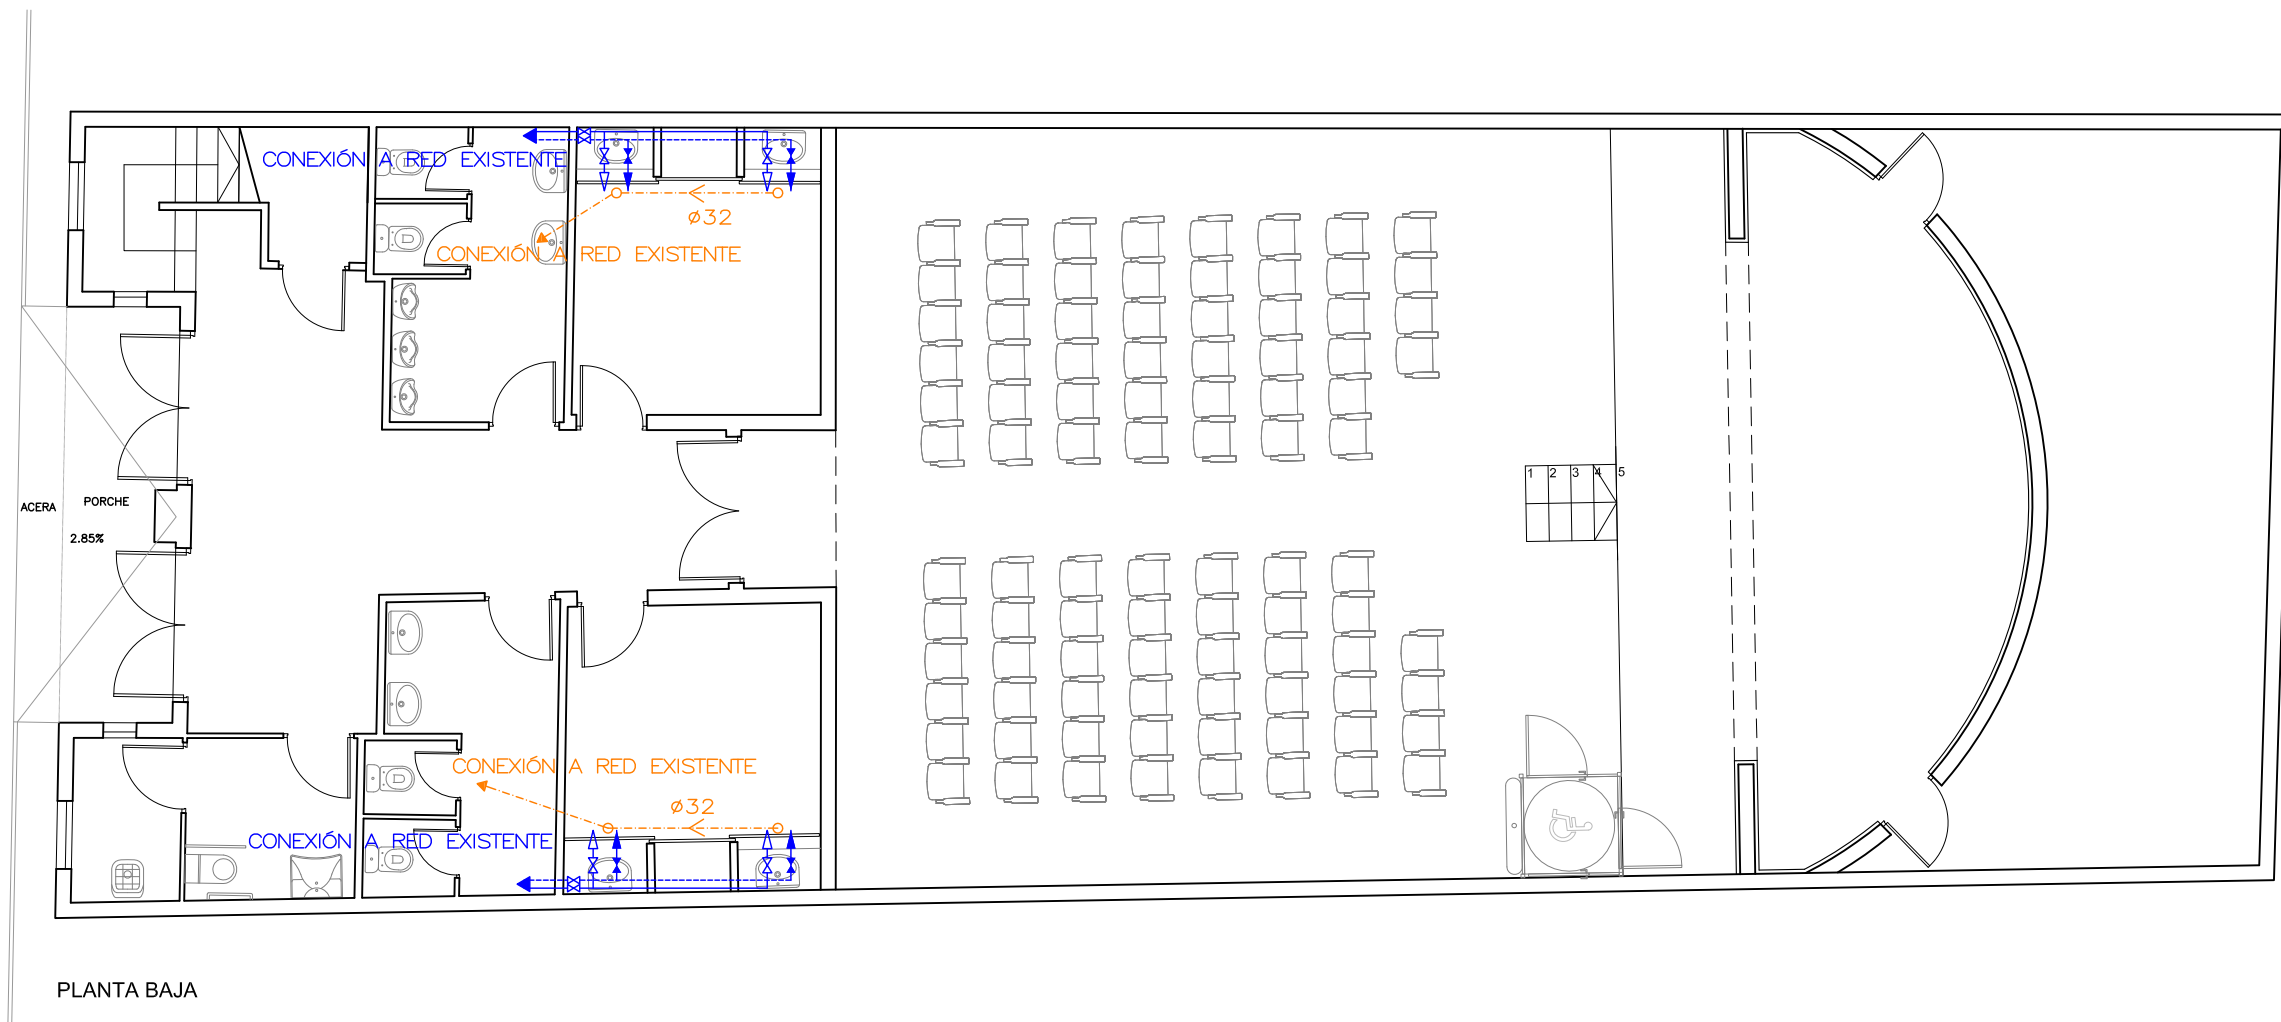 CONEXIÓN A RED EXISTENTE
ø32
CONEXIÓN A RED EXISTENTE
1 2 3 4 5
PORCHE
ACERA
2.85%
CONEXIÓN A RED EXISTENTE
ø32
CONEXIÓN A RED EXISTENTE
PLANTA BAJA